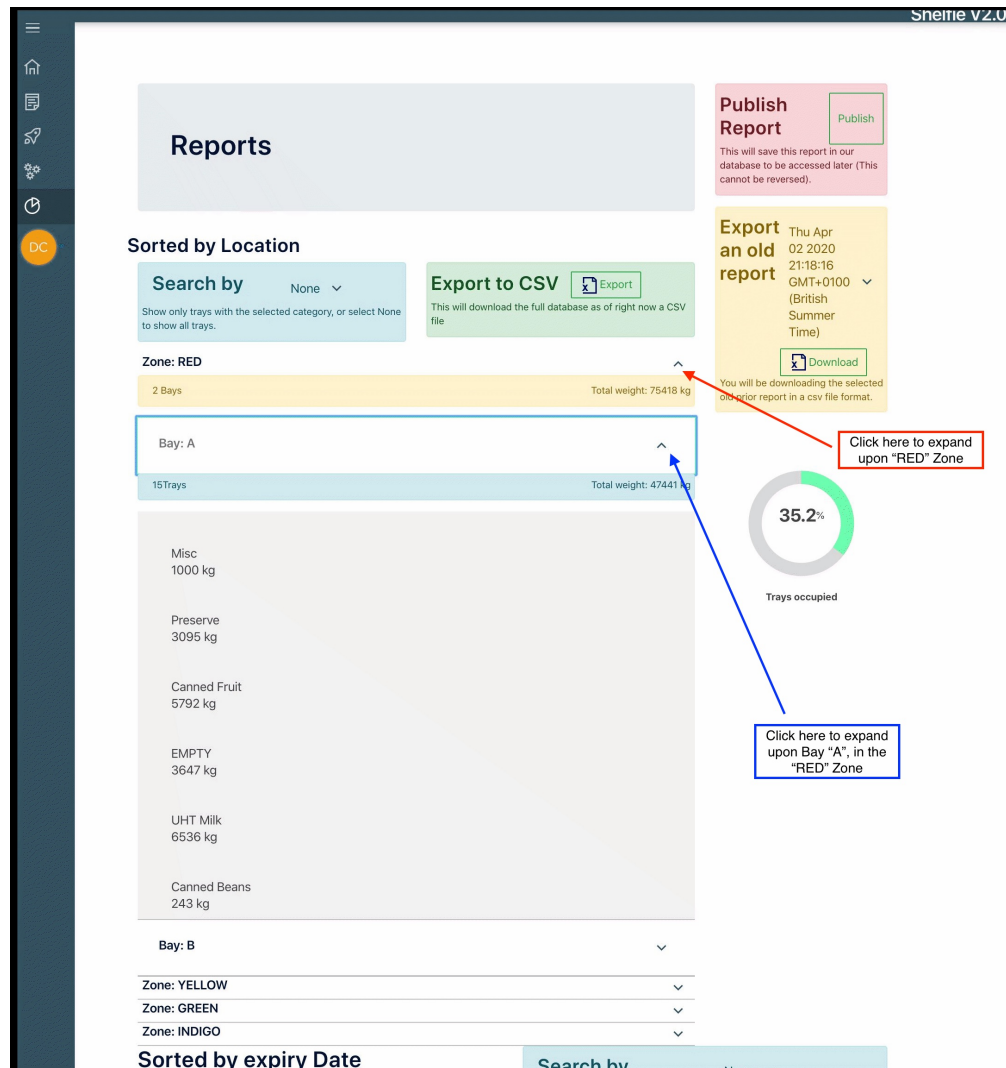 Shelfie V2.0
Reports
Publish
Report
Publish
This will save this report in our
database to be accessed later (This
cannot be reversed).
DC
Export
an old
report
Thu Apr
02 2020
21:18:16
GMT+0100
(British
Summer
Time)
Download
You will be downloading the selected
old prior report in a csv file format.
Sorted by Location
Search by
None
Show only trays with the selected category, or select None
to show all trays.
Export to CSV
Export
This will download the full database as of right now a CSV
file
Zone: RED
2 Bays
Total weight: 75418 kg
Click here to expand
upon “RED” Zone
Bay: A
15Trays
Total weight: 47441 kg
35.2%
Trays occupied
Misc
1000 kg
Preserve
3095 kg
Canned Fruit
5792 kg
EMPTY
3647 kg
UHT Milk
6536 kg
Canned Beans
243 kg
Click here to expand
upon Bay “A”, in the
“RED” Zone
Bay: B
Zone: YELLOW
Zone: GREEN
Zone: INDIGO
Sorted by expiry Date
Search by